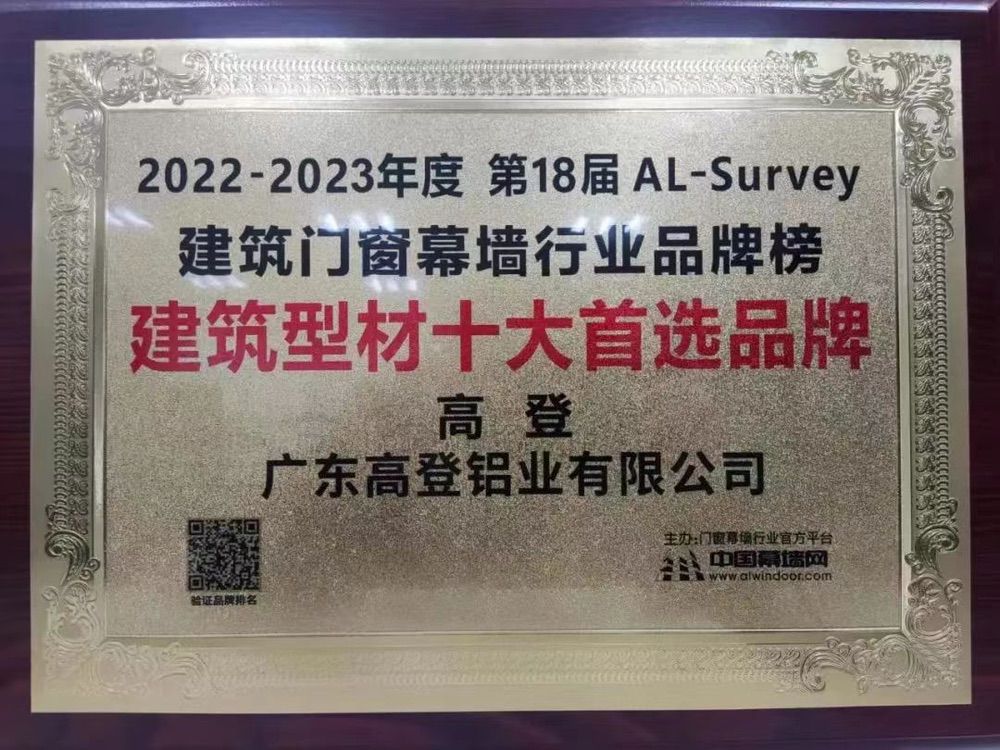 2022-2023年度 第18届 AL-Survey
建筑门窗幕墙行业品牌榜
建筑型材十大首选品牌
高 登
广东高登铝业有限公司
验证品牌排名
主办:门窗幕墙行业官方平台
中国幕墙网
www.alwindoor.com